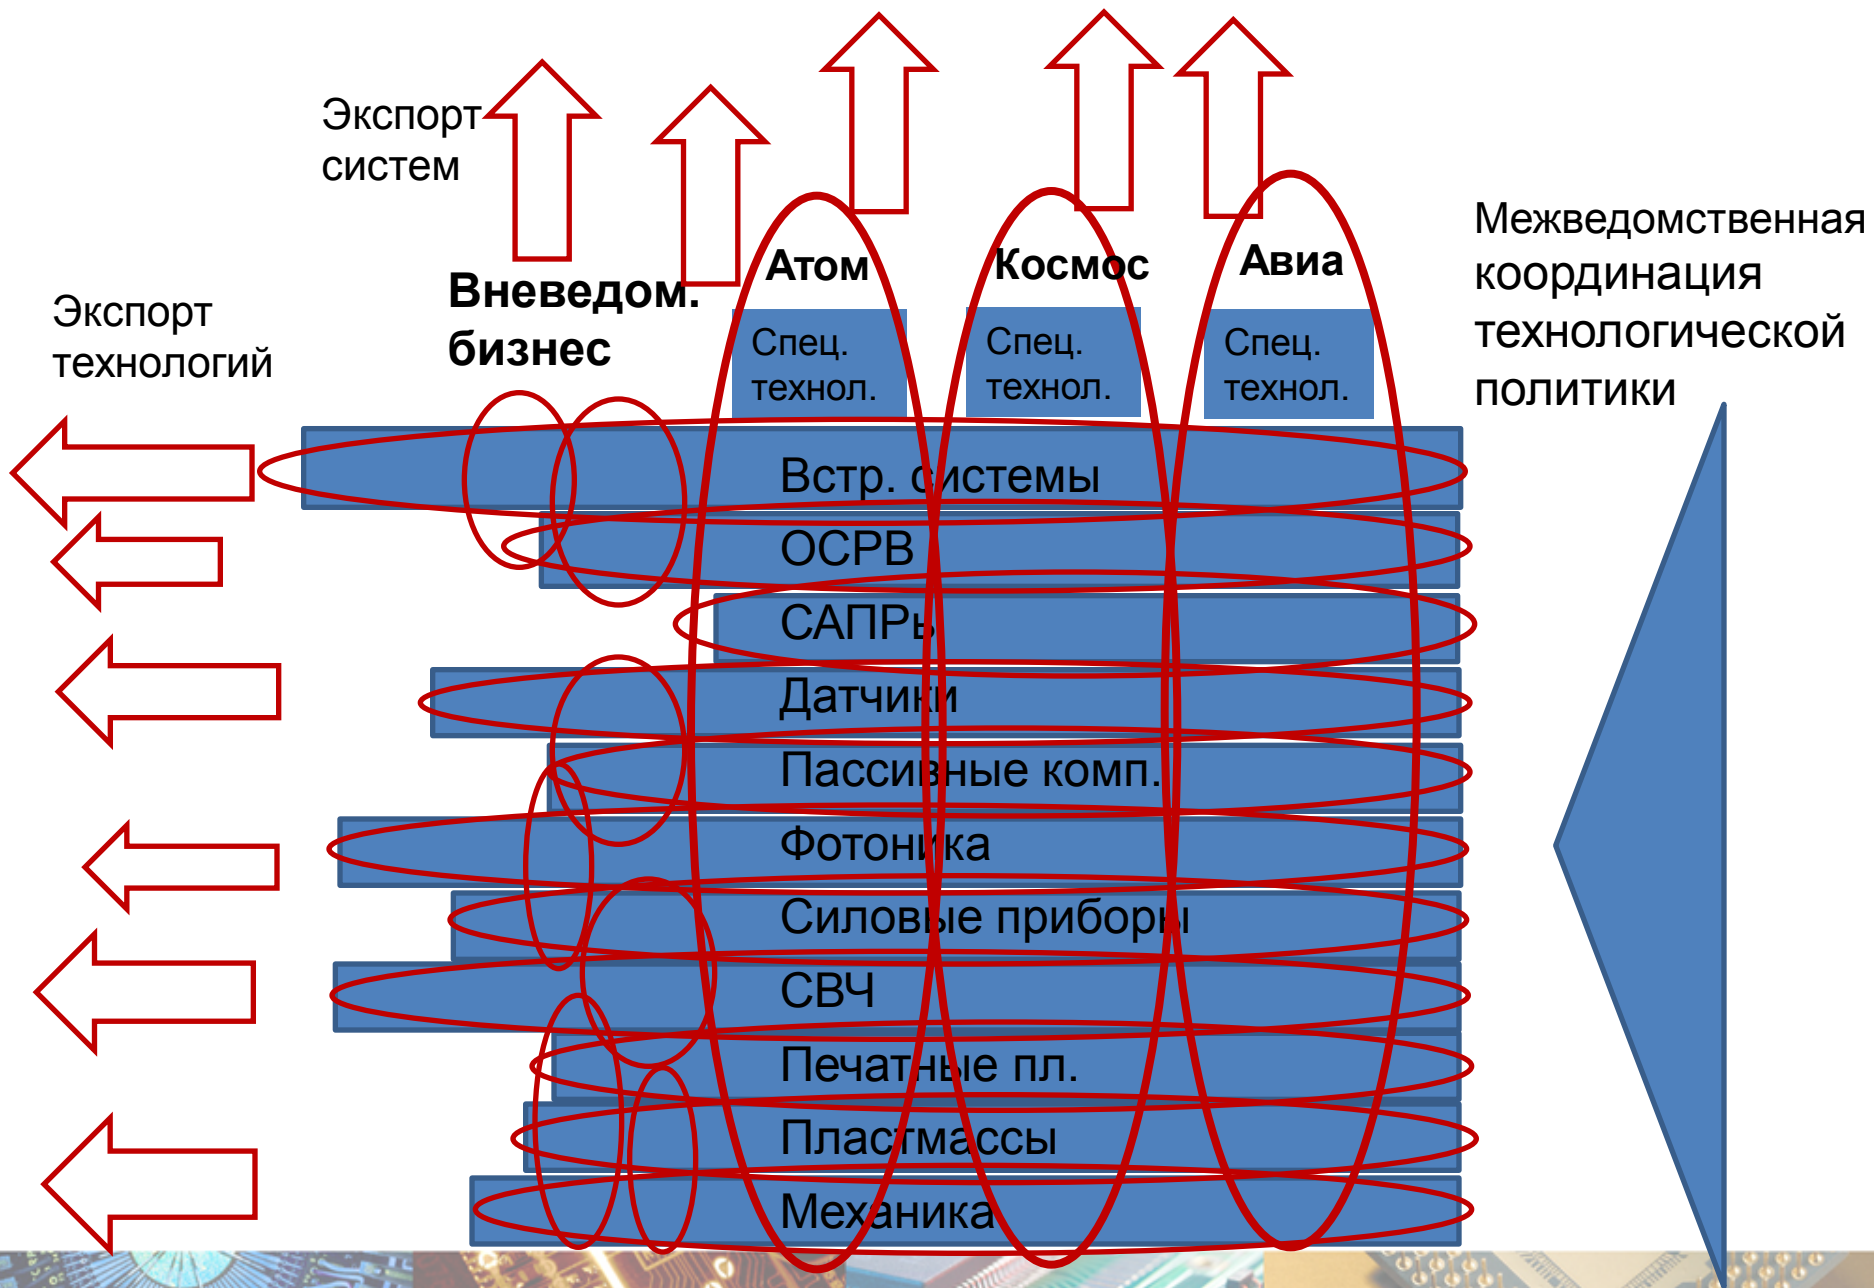 Экспорт
систем
Экспорт
технологий
Вневедом.
бизнес
Атом
Космос
Авиа
Спец.
технол.
Спец.
технол.
Спец.
технол.
Межведомственная
координация
технологической
политики
Встр. системы
ОСРВ
САПРы
Датчики
Пассивные комп.
Фотоника
Силовые приборы
СВЧ
Печатные пл.
Пластмассы
Механика